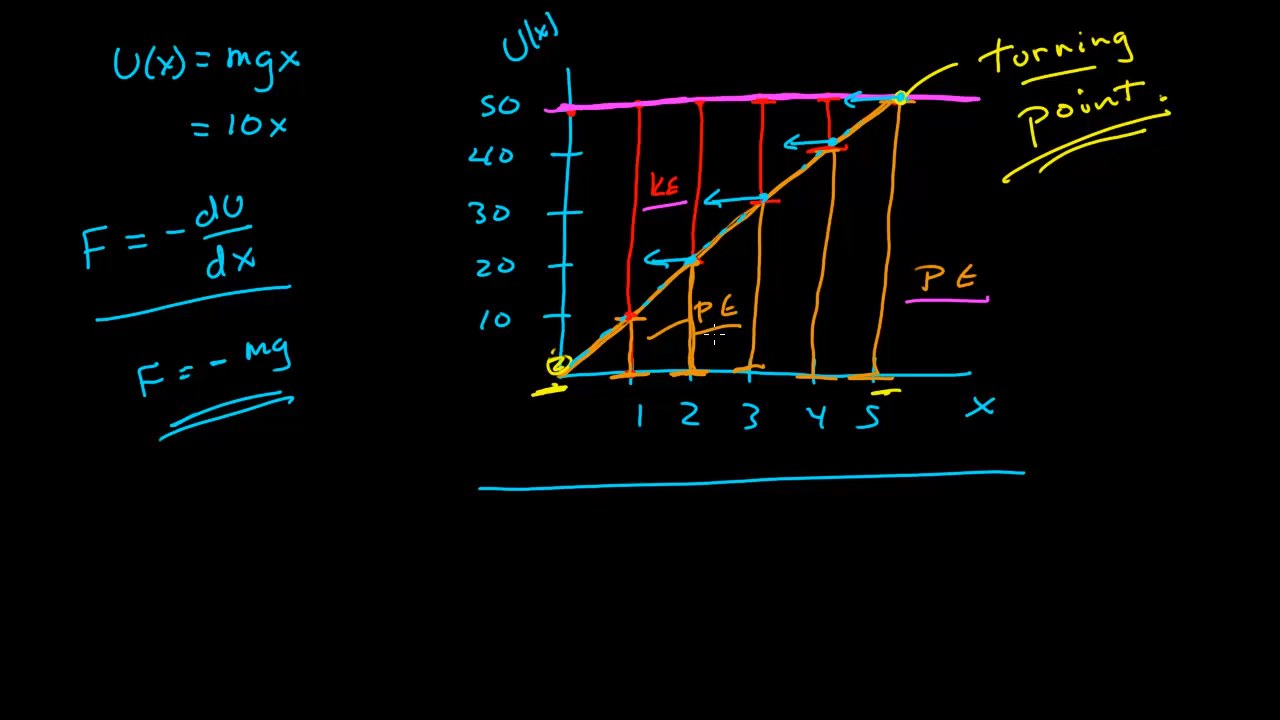 U(x) = mgx
= 10x
F = - dU/dx
F = - mg
U(x)
50
40
30
20
10
KE
PE
PE
1 2 3 4 5 x
turning
point.